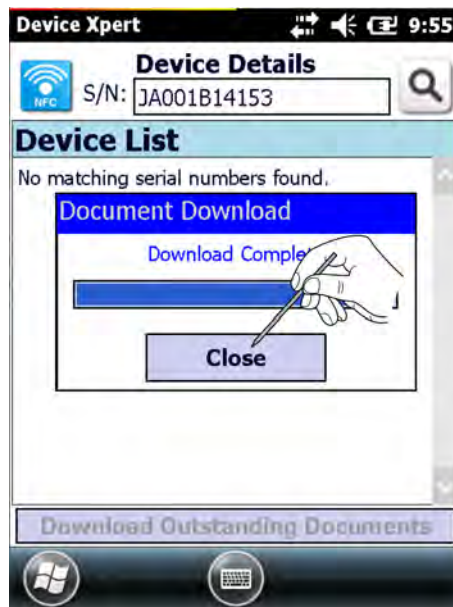 Device Xpert 9:55
Device Details
NFC S/N: JA001B14153
Device List
No matching serial numbers found.
Document Download
Download
Close
Download Outstanding Documents